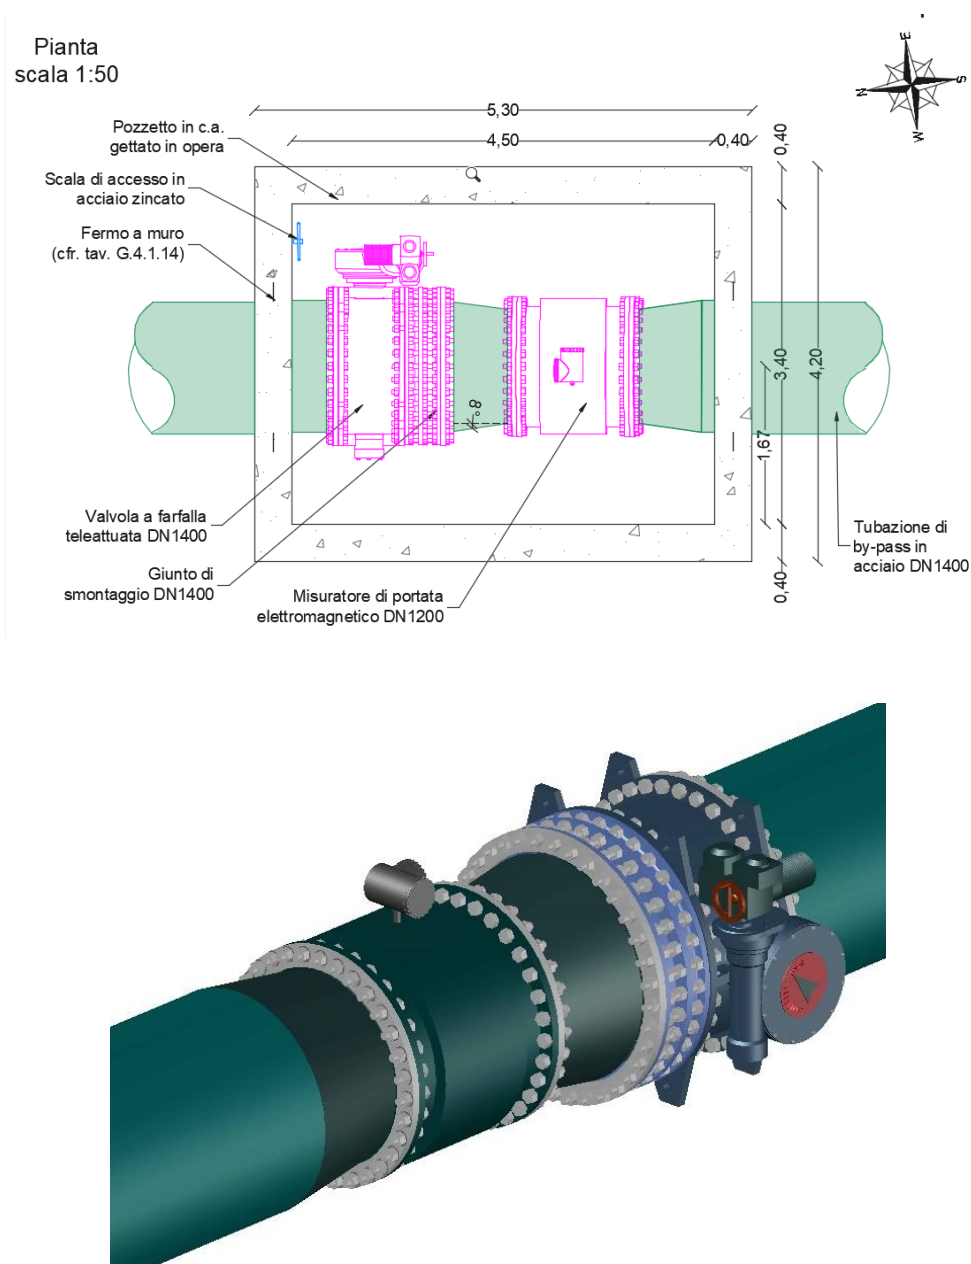 Pianta
scala 1:50
E
N
S
W
5,30
4,50
0,40
0,40
Pozzetto in c.a.
gettato in opera
Scala di accesso in
acciaio zincato
Fermo a muro
(cfr. tav. G.4.1.14)
3,40
4,20
8°
1,67
Valvola a farfalla
teleattuata DN1400
Giunto di
smontaggio DN1400
Misuratore di portata
elettromagnetico DN1200
Tubazione di
by-pass in
acciaio DN1400
0,40